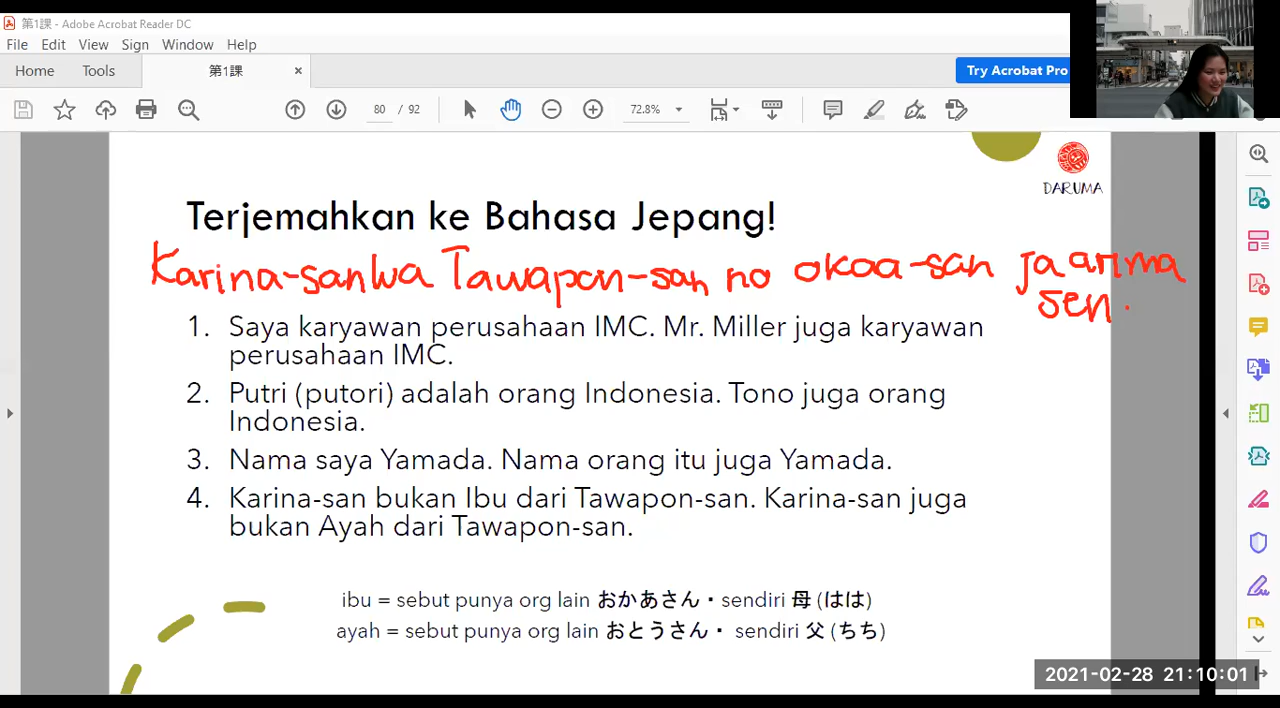 第1課 - Adobe Acrobat Reader DC
File Edit View Sign Window Help
Home Tools 第1課 ×
Try Acrobat Pro
80 / 92 72.8%
DARUMA
Terjemahkan ke Bahasa Jepang!
Karina-san wa Tawapon-san no okaa-san ja arima
sen.
1. Saya karyawan perusahaan IMC. Mr. Miller juga karyawan
perusahaan IMC.
2. Putri (putori) adalah orang Indonesia. Tono juga orang
Indonesia.
3. Nama saya Yamada. Nama orang itu juga Yamada.
4. Karina-san bukan Ibu dari Tawapon-san. Karina-san juga
bukan Ayah dari Tawapon-san.
ibu = sebut punya org lain おかあさん・sendiri 母 (はは)
ayah = sebut punya org lain おとうさん・ sendiri 父 (ちち)
2021-02-28 21:10:01